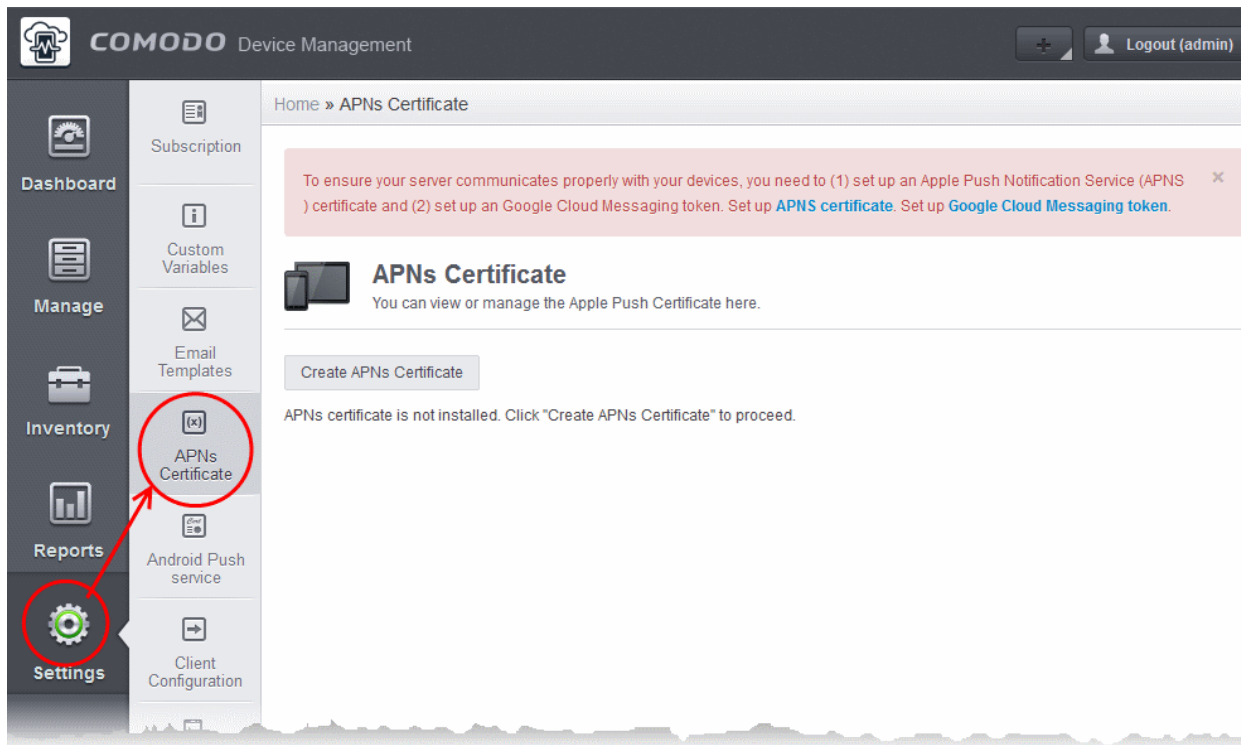 COMODO Device Management
+
Logout (admin)
Dashboard
Manage
Inventory
Reports
Settings
Subscription
Custom
Variables
Email
Templates
(x)
APNs
Certificate
Android Push
service
Client
Configuration
Home » APNs Certificate
To ensure your server communicates properly with your devices, you need to (1) set up an Apple Push Notification Service (APNS
) certificate and (2) set up an Google Cloud Messaging token. Set up APNS certificate. Set up Google Cloud Messaging token.
×
APNs Certificate
You can view or manage the Apple Push Certificate here.
Create APNs Certificate
APNs certificate is not installed. Click "Create APNs Certificate" to proceed.